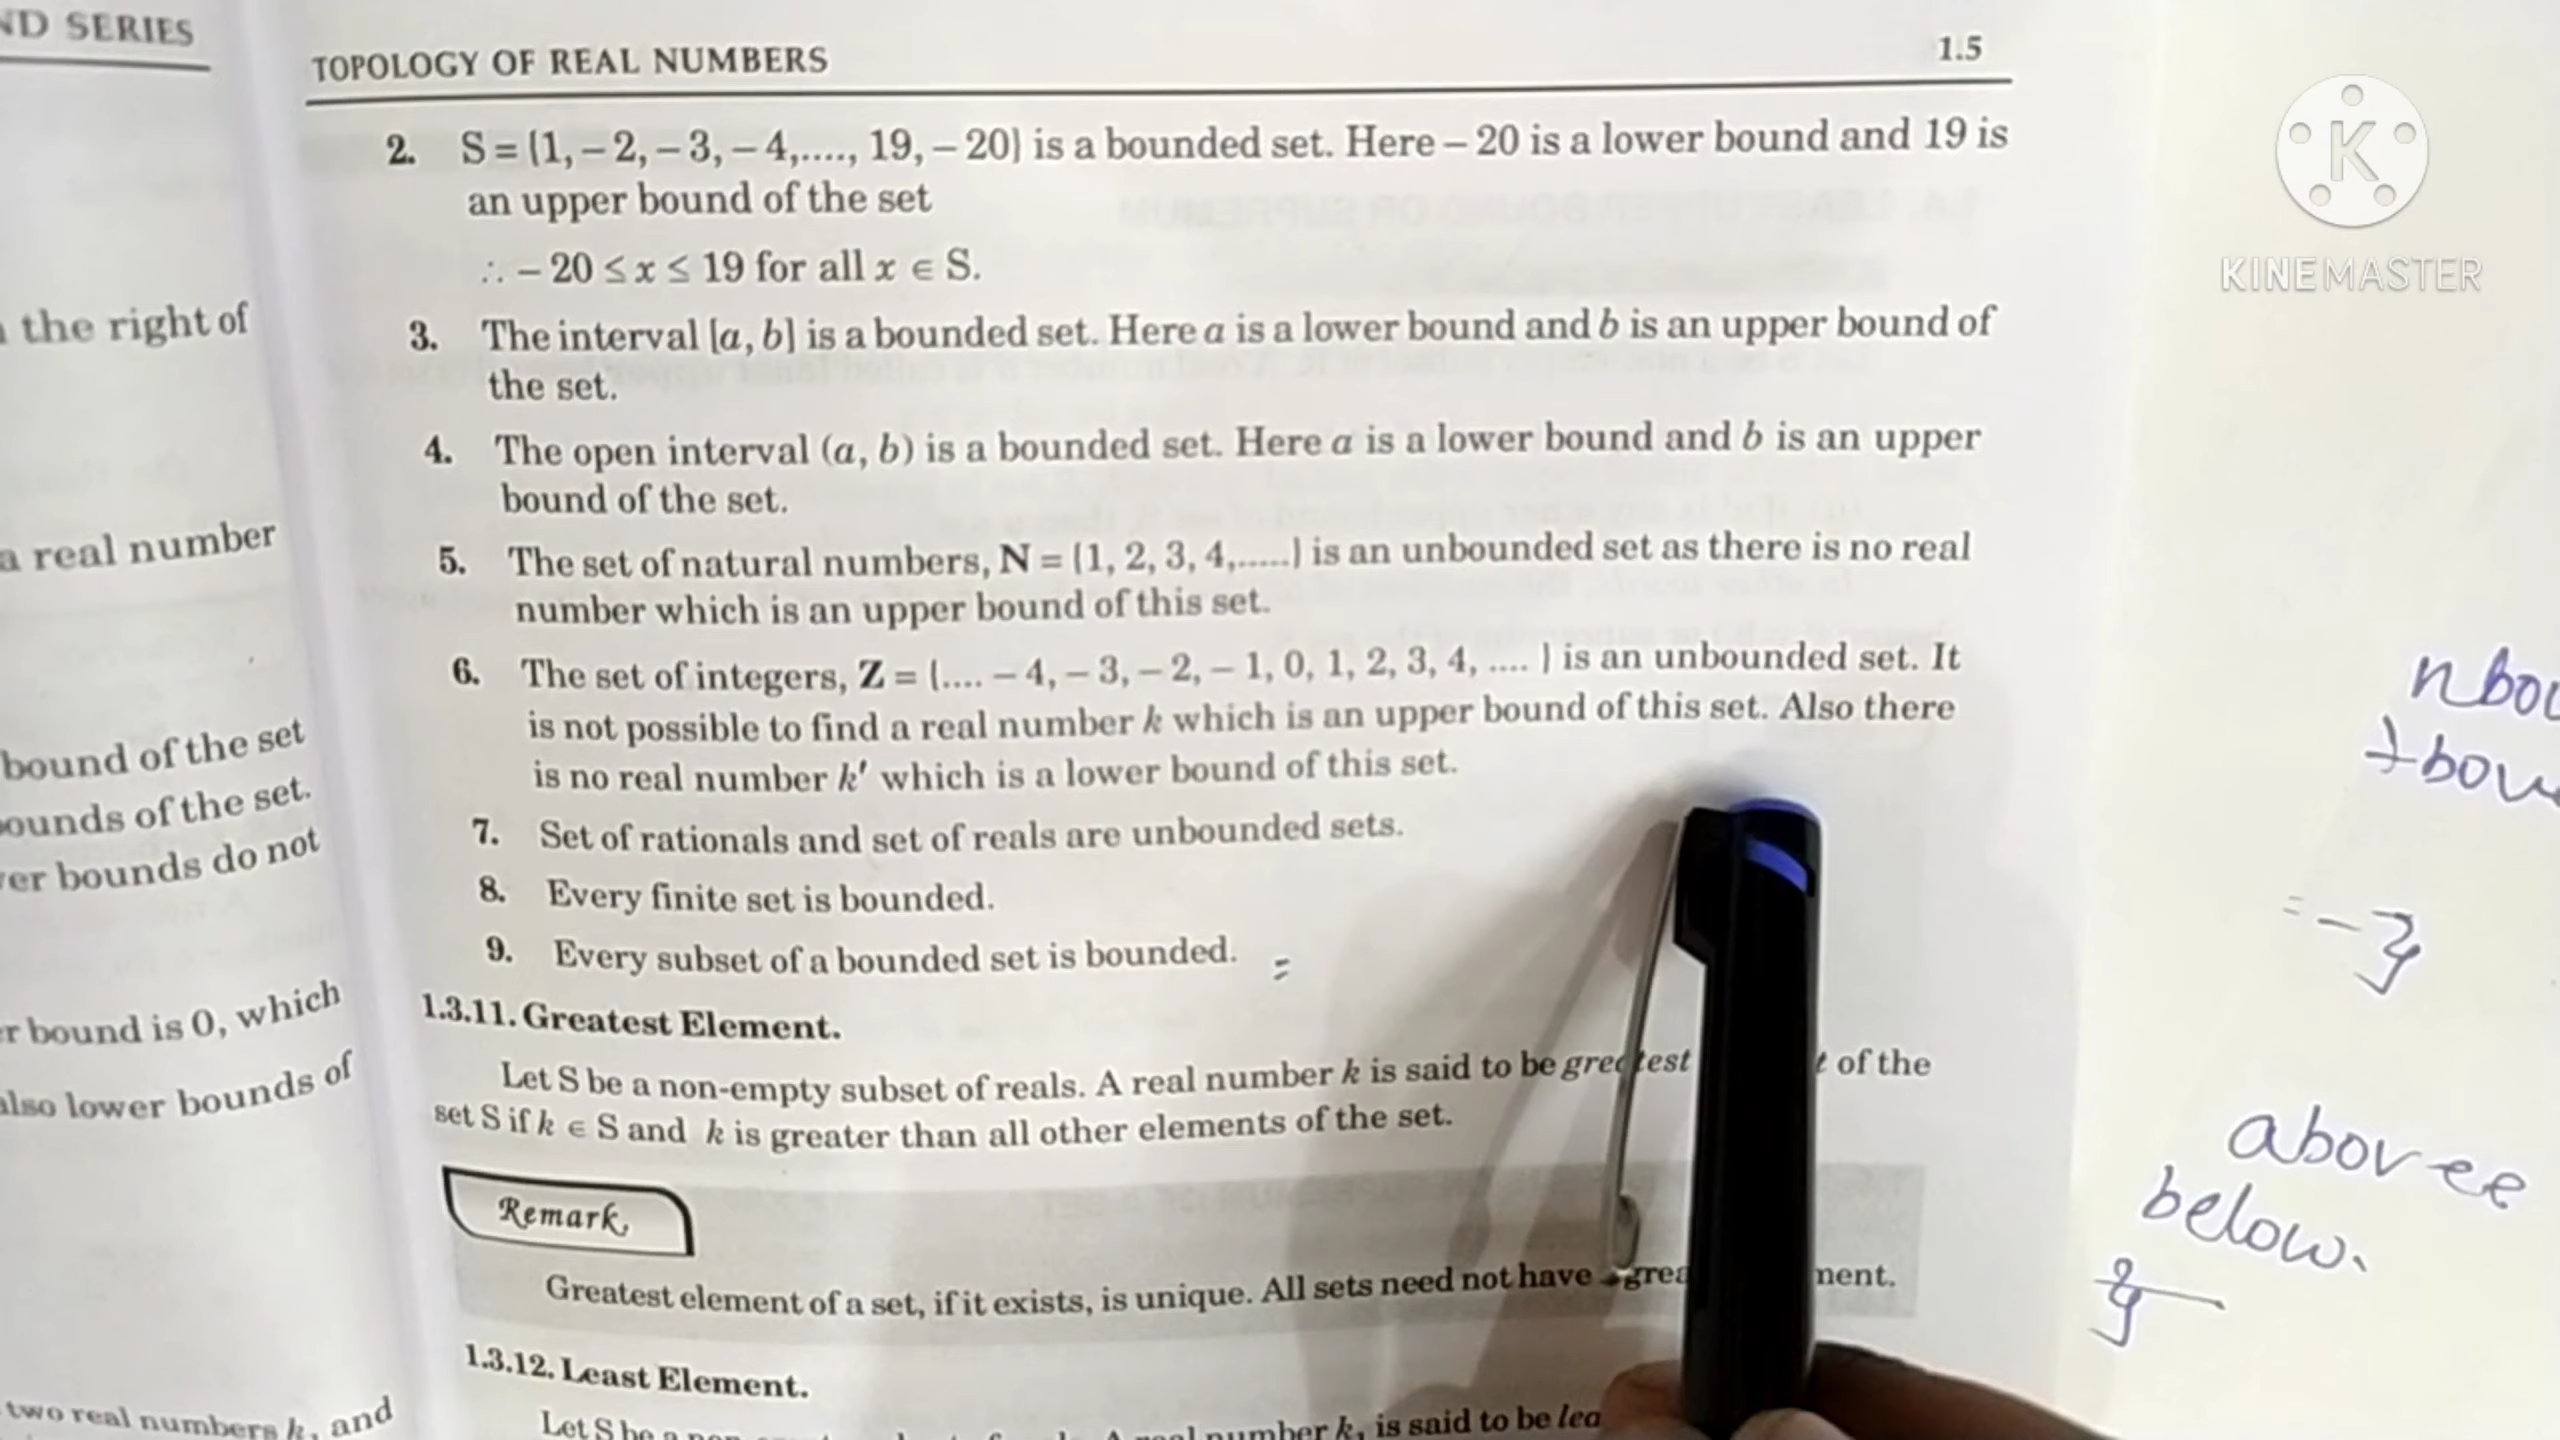 ND SERIES
the right of
a real number
bound of the set
ounds of the set.
er bounds do not
r bound is 0, which
also lower bounds of
two real numbers k, and
TOPOLOGY OF REAL NUMBERS 1.5
2. S = {1, – 2, – 3, – 4,...., 19, – 20} is a bounded set. Here – 20 is a lower bound and 19 is
an upper bound of the set
∴ – 20 ≤ x ≤ 19 for all x ∈ S.
3. The interval [a, b] is a bounded set. Here a is a lower bound and b is an upper bound of
the set.
4. The open interval (a, b) is a bounded set. Here a is a lower bound and b is an upper
bound of the set.
5. The set of natural numbers, N = {1, 2, 3, 4,.....} is an unbounded set as there is no real
number which is an upper bound of this set.
6. The set of integers, Z = {.... – 4, – 3, – 2, – 1, 0, 1, 2, 3, 4, .... } is an unbounded set. It
is not possible to find a real number k which is an upper bound of this set. Also there
is no real number k′ which is a lower bound of this set.
7. Set of rationals and set of reals are unbounded sets.
8. Every finite set is bounded.
9. Every subset of a bounded set is bounded.
1.3.11. Greatest Element.
Let S be a non-empty subset of reals. A real number k is said to be greatest t of the
set S if k ∈ S and k is greater than all other elements of the set.
Remark.
Greatest element of a set, if it exists, is unique. All sets need not have a grea ment.
1.3.12. Least Element.
Let S be a number k, is said to be lea
K
KINEMASTER
nbou
bou
above
below.